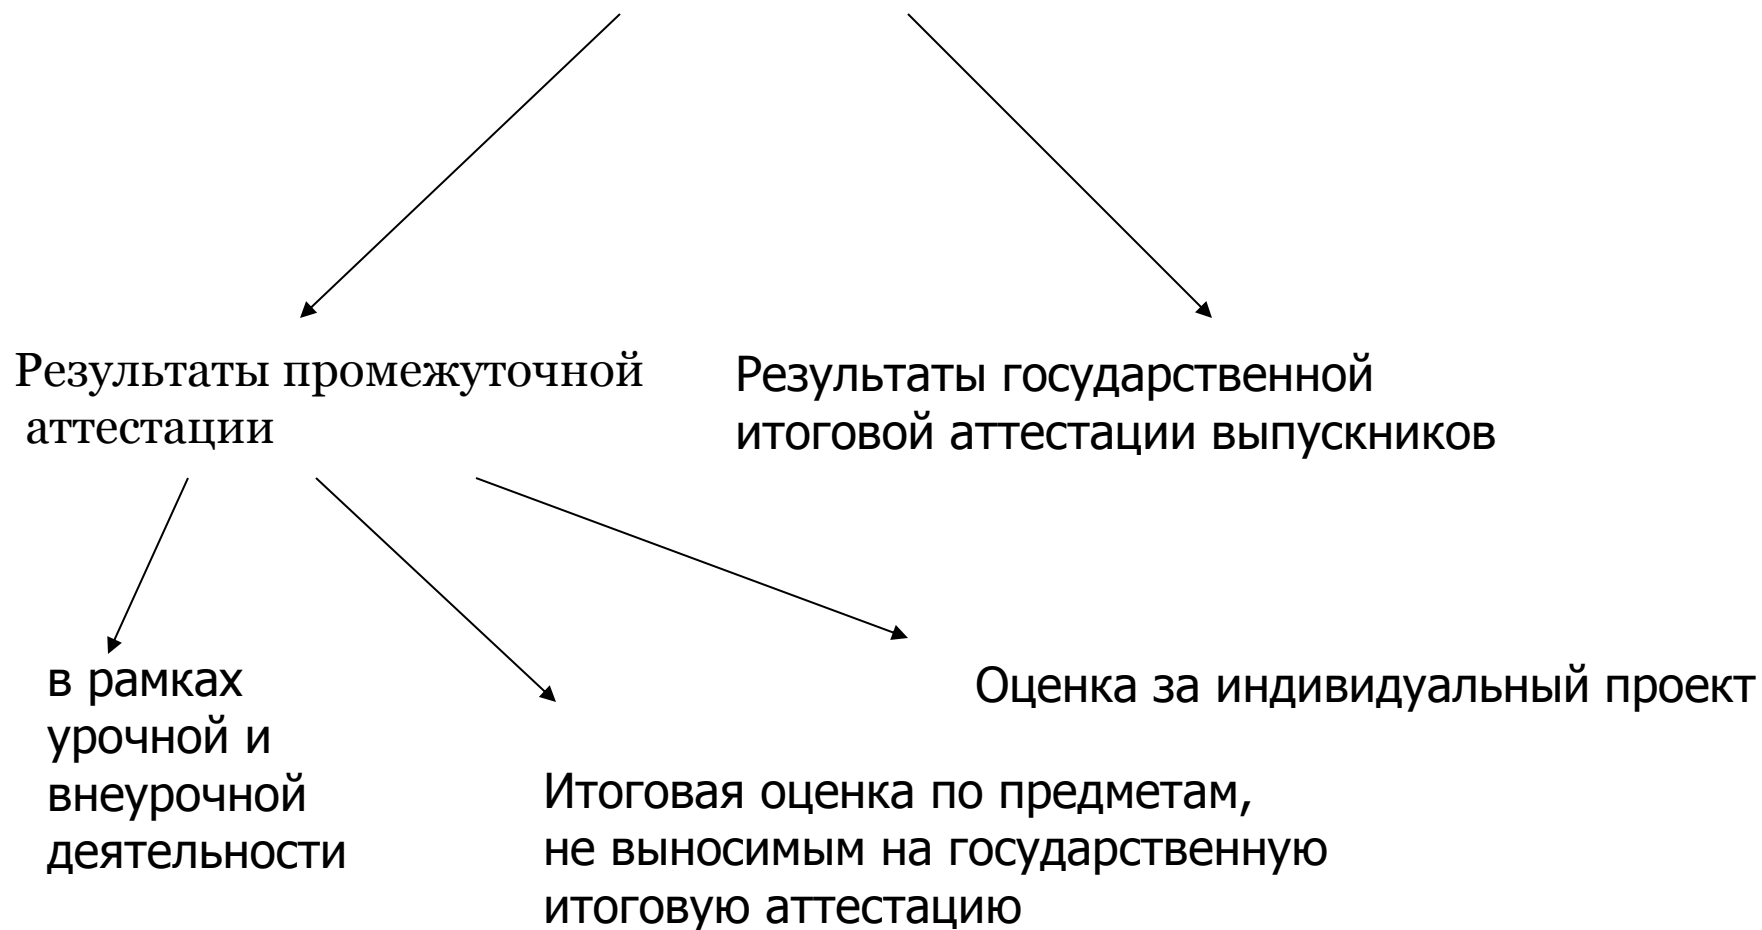 Результаты промежуточной
аттестации
Результаты государственной
итоговой аттестации выпускников
в рамках
урочной и
внеурочной
деятельности
Итоговая оценка по предметам,
не выносимым на государственную
итоговую аттестацию
Оценка за индивидуальный проект